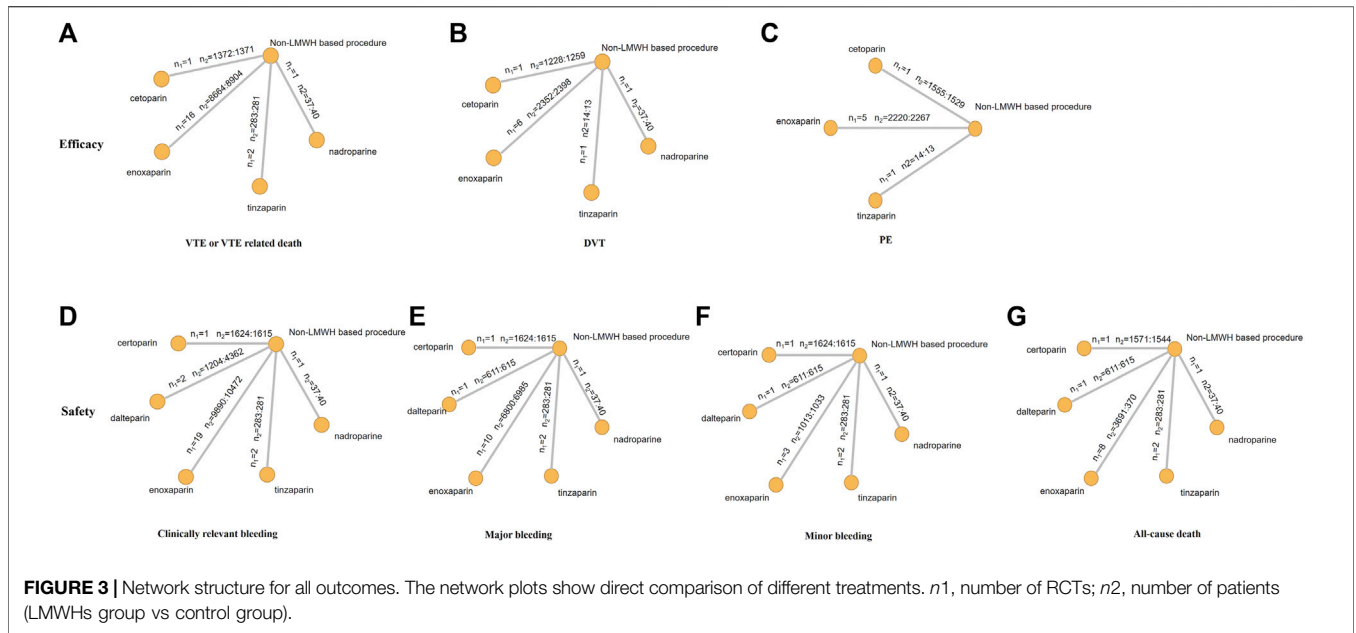 A
Non-LMWH based procedure
n₁=1 n₂=1372:1371
cetoparin
n₁=16 n₂=8664:8904
enoxaparin
n₁=2 n₂=283:281
tinzaparin
n₁=1 n2=37:40
nadroparine
Efficacy
VTE or VTE related death
B
Non-LMWH based procedure
n₁=1 n₂=1228:1259
cetoparin
n₁=6 n₂=2352:2398
enoxaparin
n₁=1 n2=14:13
tinzaparin
n₁=1 n₂=37:40
nadroparine
DVT
C
cetoparin
n₁=1 n₂=1555:1529
Non-LMWH based procedure
enoxaparin
n₁=5 n₂=2220:2267
n₁=1 n2=14:13
tinzaparin
PE
D
Non-LMWH based procedure
certoparin
n₁=1 n₂=1624:1615
n₁=2 n₂=1204:4362
dalteparin
n₁=19 n₂=9890:10472
enoxaparin
n₁=2 n₂=283:281
tinzaparin
n₁=1 n₂=37:40
nadroparine
Safety
Clinically relevant bleeding
E
Non-LMWH based procedure
certoparin
n₁=1 n₂=1624:1615
n₁=1 n₂=611:615
dalteparin
n₁=10 n₂=6800:6985
enoxaparin
n₁=2 n₂=283:281
tinzaparin
n₁=1 n₂=37:40
nadroparine
Major bleeding
F
Non-LMWH based procedure
certoparin
n₁=1 n₂=1624:1615
n₁=1 n₂=611:615
dalteparin
n₁=3 n₂=1013:1033
enoxaparin
n₁=2 n₂=283:281
tinzaparin
n₁=1 n2=37:40
nadroparine
Minor bleeding
G
Non-LMWH based procedure
certoparin
n₁=1 n₂=1571:1544
n₁=1 n₂=611:615
dalteparin
n₁=8 n₂=3691:370
enoxaparin
n₁=2 n₂=283:281
tinzaparin
n₁=1 n₂=37:40
nadroparine
All-cause death
FIGURE 3 | Network structure for all outcomes. The network plots show direct comparison of different treatments. n1, number of RCTs; n2, number of patients
(LMWHs group vs control group).